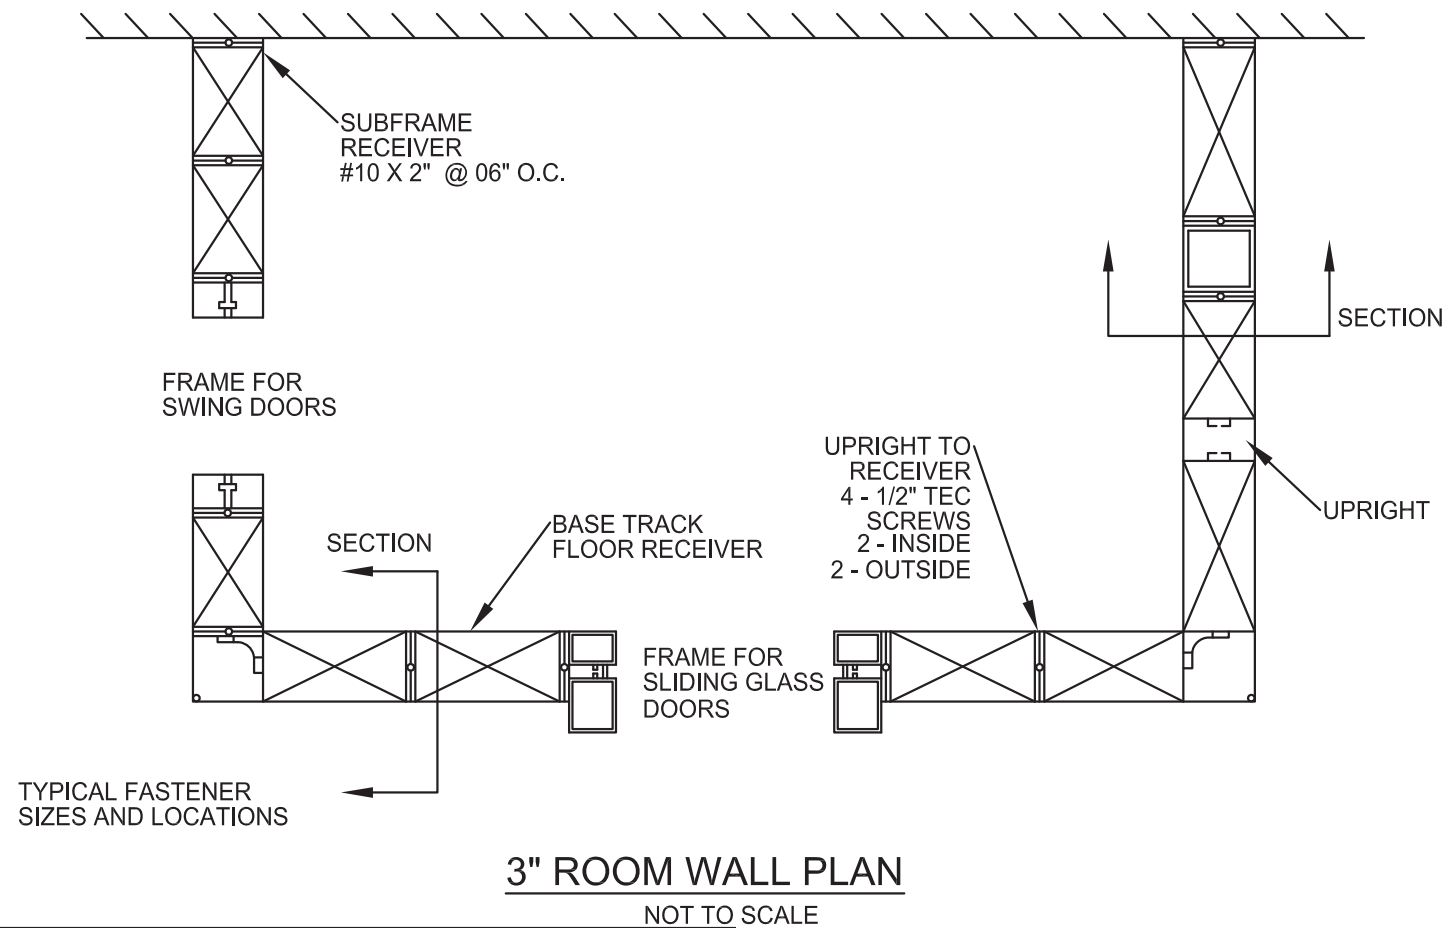 SUBFRAME
RECEIVER
#10 X 2" @ 06" O.C.
SECTION
FRAME FOR
SWING DOORS
UPRIGHT TO
RECEIVER
4 - 1/2" TEC
SCREWS
2 - INSIDE
2 - OUTSIDE
UPRIGHT
SECTION
BASE TRACK
FLOOR RECEIVER
FRAME FOR
SLIDING GLASS
DOORS
TYPICAL FASTENER
SIZES AND LOCATIONS
3" ROOM WALL PLAN
NOT TO SCALE